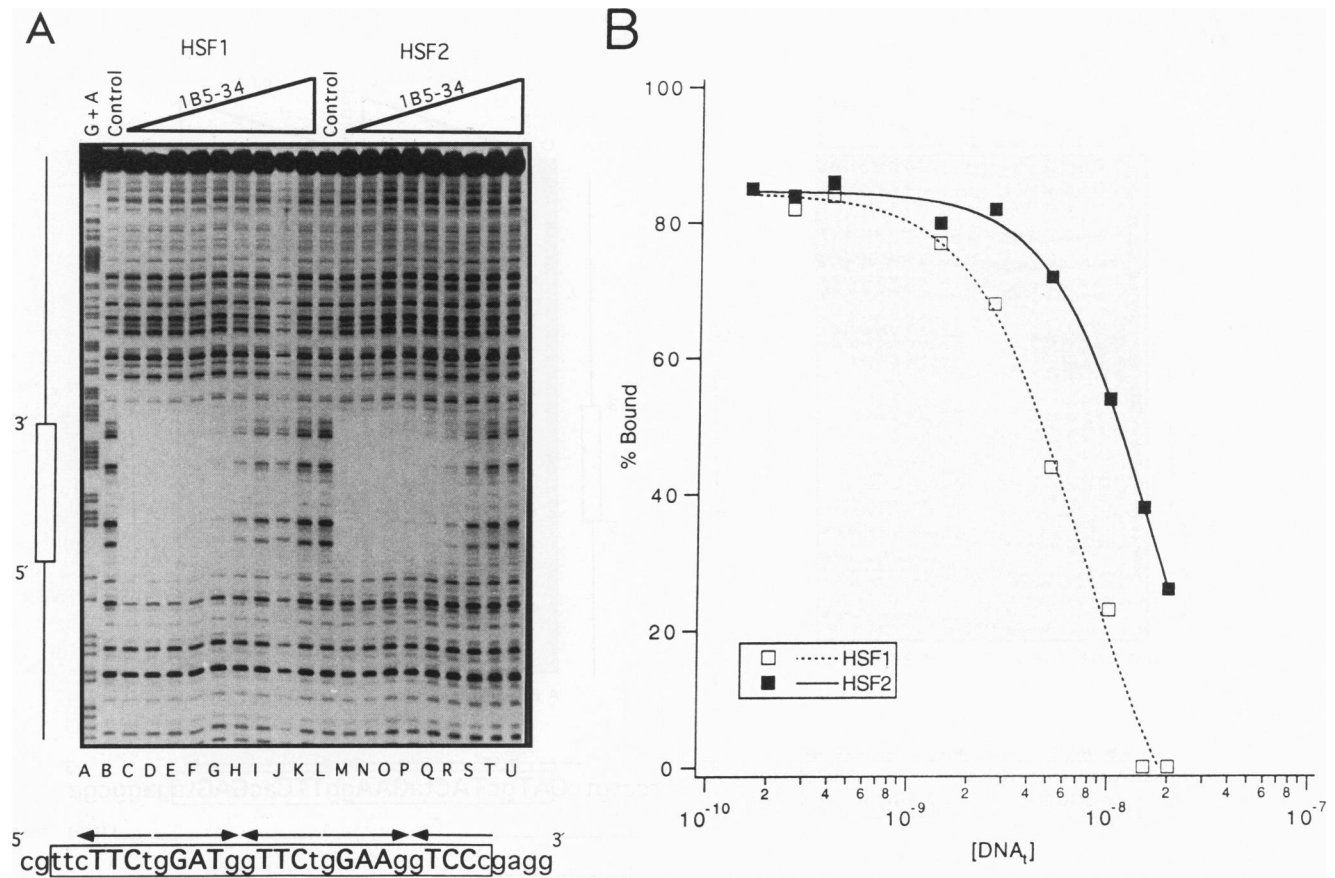 A
HSF1
HSF2
G + A
Control
1B5-34
Control
1B5-34
3′
5′
A B C D E F G H I J K L M N O P Q R S T U
5′ 3′
cgttcTTCtgGATggTTCtgGAAggTCCcgagg
B
100
80
60
40
20
0
% Bound
HSF1
HSF2
2 4 6 8 2 4 6 8 2 4 6 8
10-10 10-9 10-8 10-7
[DNAt]